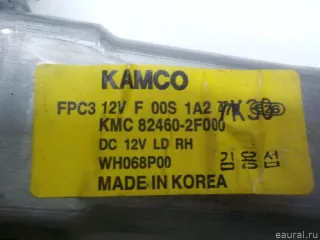 KAMCO
FPC3 12V F 00S 1A2
KMC 82460-2F000
DC 12V LD RH
WH068P00 김용섭
MADE IN KOREA
eaural.ru